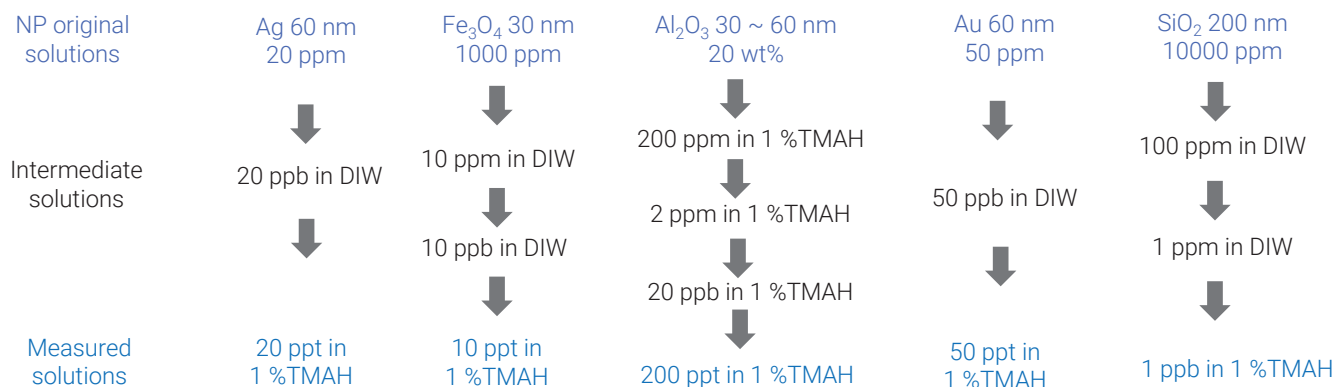 NP original
solutions
Ag 60 nm
20 ppm
Fe₃O₄ 30 nm
1000 ppm
Al₂O₃ 30 ~ 60 nm
20 wt%
Au 60 nm
50 ppm
SiO₂ 200 nm
10000 ppm
Intermediate
solutions
20 ppb in DIW
10 ppm in DIW
10 ppb in DIW
200 ppm in 1 %TMAH
2 ppm in 1 %TMAH
20 ppb in 1 %TMAH
50 ppb in DIW
100 ppm in DIW
1 ppm in DIW
Measured
solutions
20 ppt in
1 %TMAH
10 ppt in
1 %TMAH
200 ppt in 1 %TMAH
50 ppt in
1 %TMAH
1 ppb in 1 %TMAH